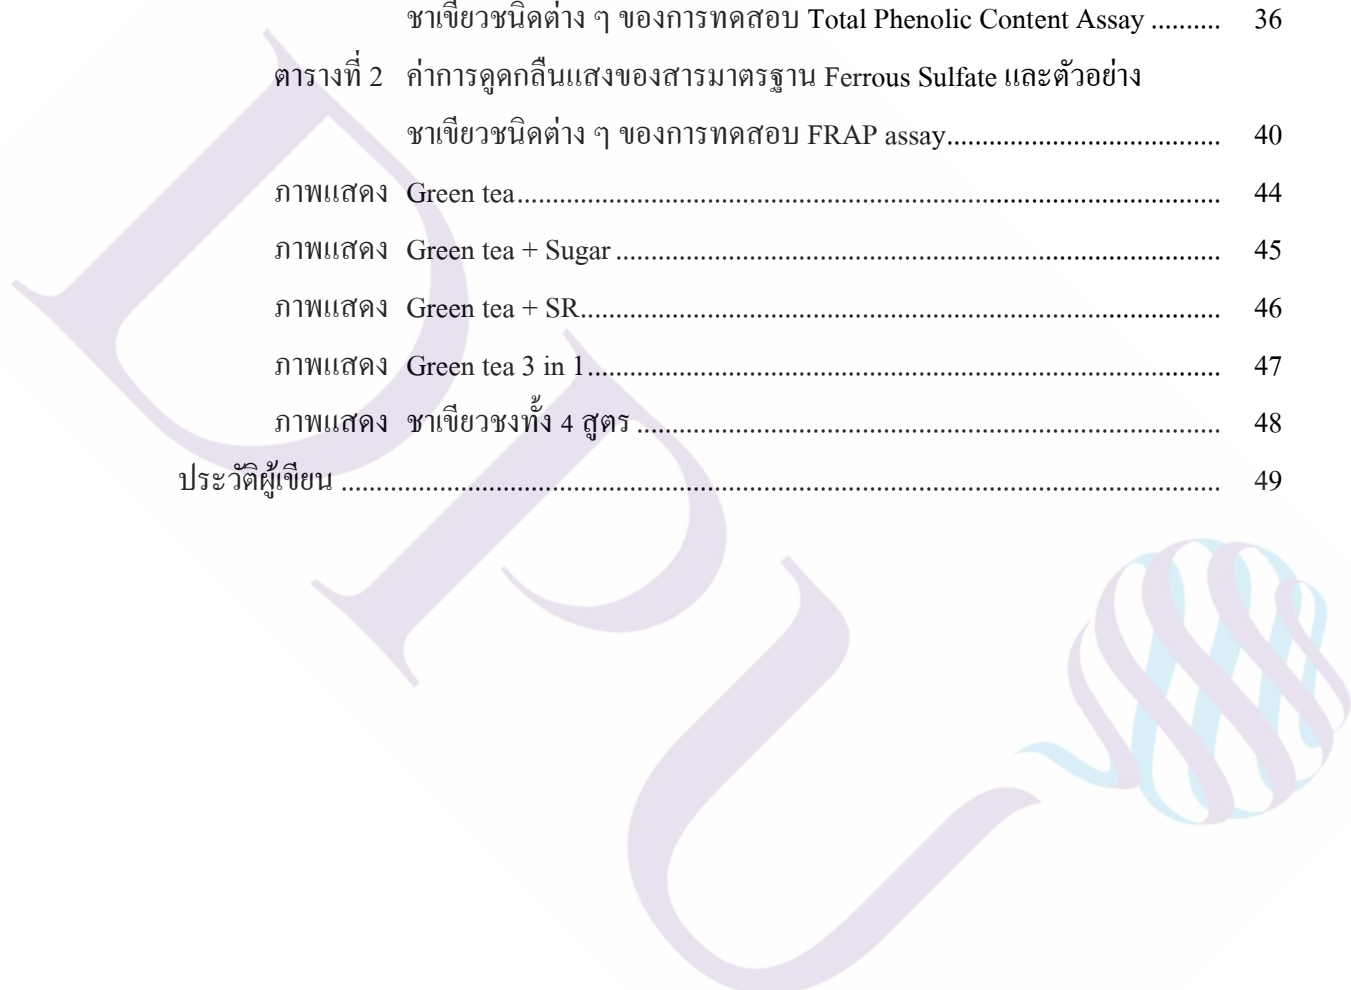 ชาเขียวชนิดต่าง ๆ ของการทดสอบ Total Phenolic Content Assay .......... 36
ตารางที่ 2 ค่าการดูดกลืนแสงของสารมาตรฐาน Ferrous Sulfate และตัวอย่าง
ชาเขียวชนิดต่าง ๆ ของการทดสอบ FRAP assay....................................... 40
ภาพแสดง Green tea.................................................................................................... 44
ภาพแสดง Green tea + Sugar ...................................................................................... 45
ภาพแสดง Green tea + SR........................................................................................... 46
ภาพแสดง Green tea 3 in 1.......................................................................................... 47
ภาพแสดง ชาเขียวชงทั้ง 4 สูตร ................................................................................... 48
ประวัติผู้เขียน ............................................................................................................................. 49
DPU